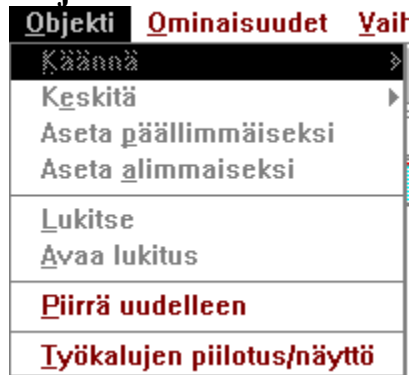 Objekti Ominaisuudet
Käännä
Keskitä
Aseta päällimmäiseksi
Aseta alimmaiseksi
Lukitse
Avaa lukitus
Piirrä uudelleen
Työkalujen piilotus/näyttö